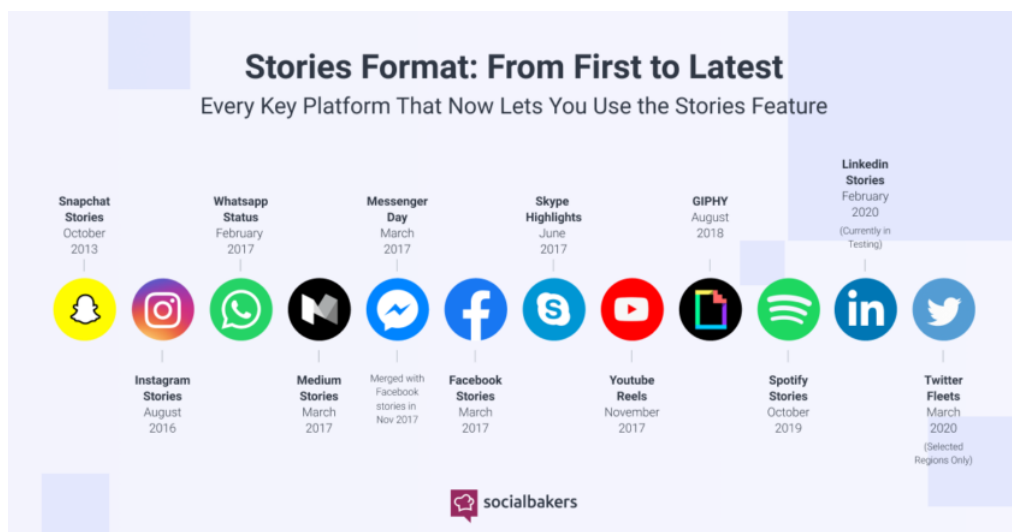 Stories Format: From First to Latest
Every Key Platform That Now Lets You Use the Stories Feature
Snapchat
Stories
October
2013
Instagram
Stories
August
2016
Whatsapp
Status
February
2017
Medium
Stories
March
2017
Messenger
Day
March
2017
Merged with
Facebook
stories in
Nov 2017
Facebook
Stories
March
2017
Skype
Highlights
June
2017
S
Youtube
Reels
November
2017
GIPHY
August
2018
Spotify
Stories
October
2019
Linkedin
Stories
February
2020
(Currently in
Testing)
in
Twitter
Fleets
March
2020
(Selected
Regions Only)
socialbakers